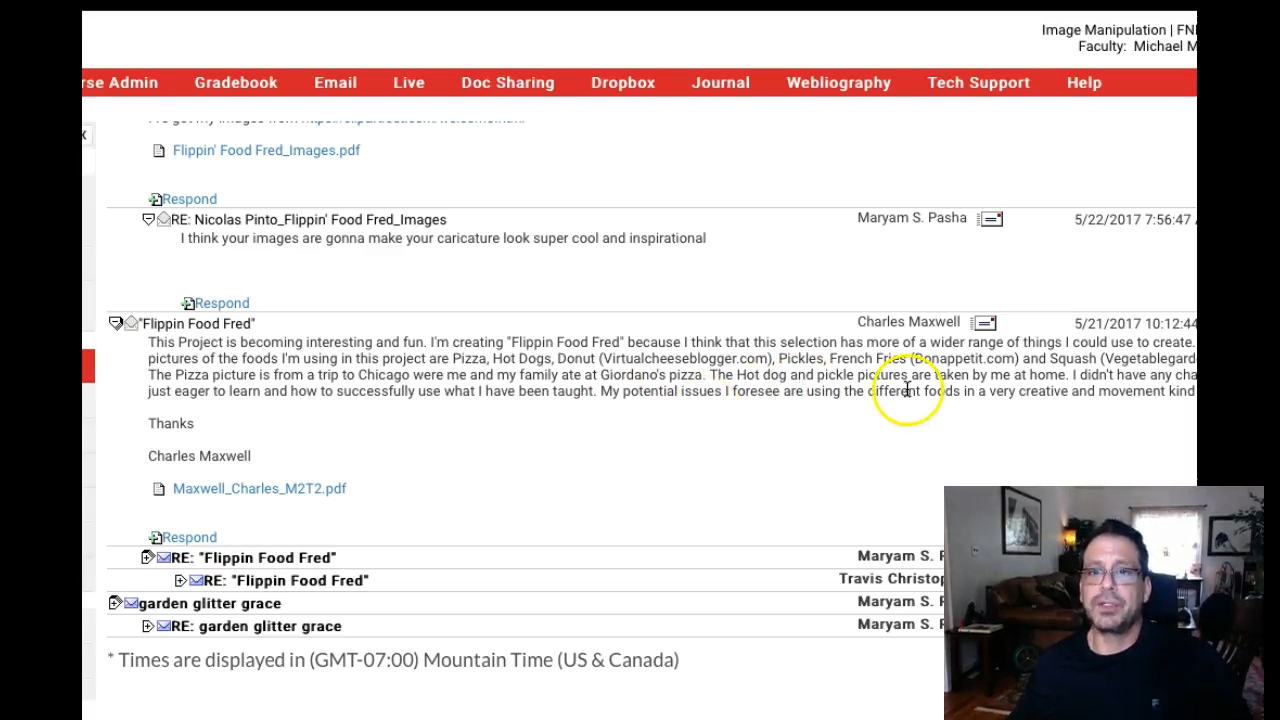 Image Manipulation | FN
Faculty: Michael M
rse Admin Gradebook Email Live Doc Sharing Dropbox Journal Webliography Tech Support Help
Flippin' Food Fred_Images.pdf
Respond
RE: Nicolas Pinto_Flippin' Food Fred_Images Maryam S. Pasha 5/22/2017 7:56:47
I think your images are gonna make your caricature look super cool and inspirational
Respond
"Flippin Food Fred" Charles Maxwell 5/21/2017 10:12:44
This Project is becoming interesting and fun. I'm creating "Flippin Food Fred" because I think that this selection has more of a wider range of things I could use to create.
pictures of the foods I'm using in this project are Pizza, Hot Dogs, Donut (Virtualcheeseblogger.com), Pickles, French Fries (Bonappetit.com) and Squash (Vegetablegard
The Pizza picture is from a trip to Chicago were me and my family ate at Giordano's pizza. The Hot dog and pickle pictures are taken by me at home. I didn't have any cha
just eager to learn and how to successfully use what I have been taught. My potential issues I foresee are using the different foods in a very creative and movement kind
Thanks
Charles Maxwell
Maxwell_Charles_M2T2.pdf
Respond
RE: "Flippin Food Fred" Maryam S. P
RE: "Flippin Food Fred" Travis Christop
garden glitter grace Maryam S. P
RE: garden glitter grace Maryam S. P
* Times are displayed in (GMT-07:00) Mountain Time (US & Canada)